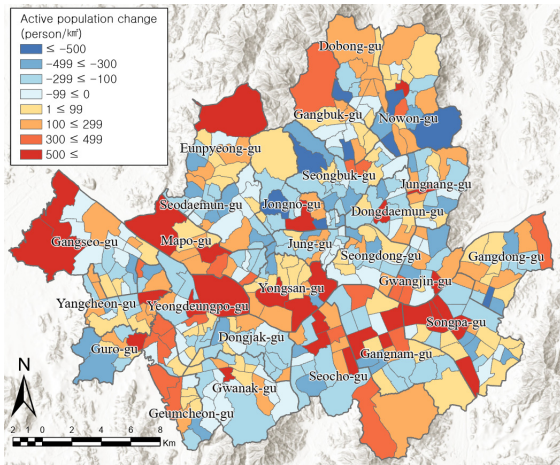 Active population change
(person/㎢)
≤ -500
-499 ≤ -300
-299 ≤ -100
-99 ≤ 0
1 ≤ 99
100 ≤ 299
300 ≤ 499
500 ≤
Dobong-gu
Gangbuk-gu
Nowon-gu
Eunpyeong-gu
Seongbuk-gu
Jungnang-gu
Seodaemun-gu
Jongno-gu
Dongdaemun-gu
Gangseo-gu
Mapo-gu
Jung-gu
Seongdong-gu
Gangdong-gu
Yangcheon-gu
Yeongdeungpo-gu
Yongsan-gu
Gwangjin-gu
Songpa-gu
Guro-gu
Dongjak-gu
Gangnam-gu
Gwanak-gu
Seocho-gu
Geumcheon-gu
N
2 1 0 2 4 6 8
Km